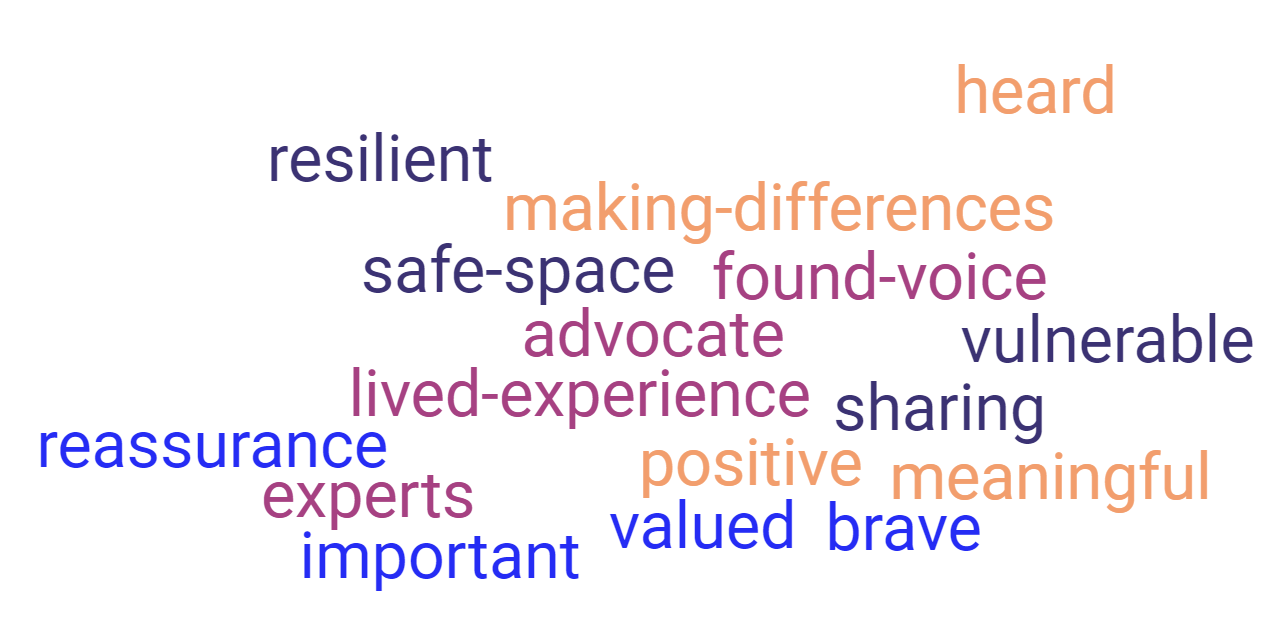 heard
resilient
making-differences
safe-space found-voice
advocate vulnerable
lived-experience sharing
reassurance positive meaningful
experts
valued brave
important